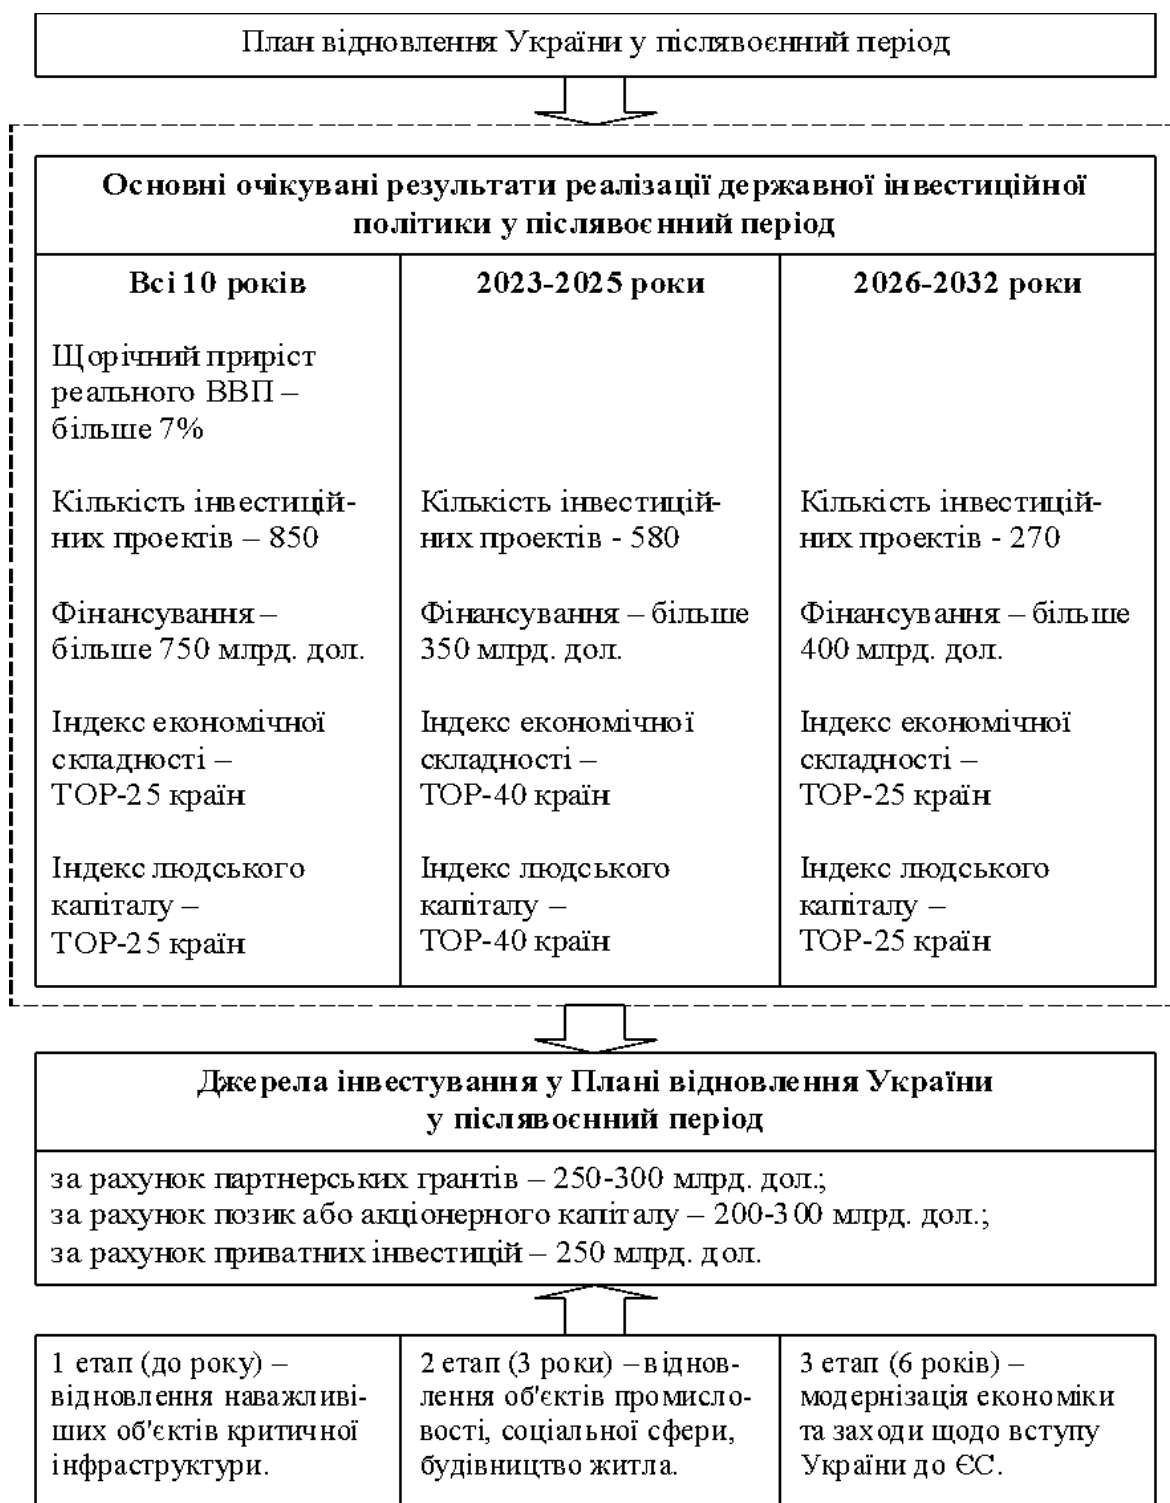 План відновлення України у післявоєнний період
Основні очікувані результати реалізації державної інвестиційної
політики у післявоєнний період
Всі 10 років
Щорічний приріст
реального ВВП –
більше 7%
Кількість інвестицій-
них проектів – 850
Фінансування –
більше 750 млрд. дол.
Індекс економічної
складності –
ТОР-25 країн
Індекс людського
капіталу –
ТОР-25 країн
2023-2025 роки
Кількість інвестицій-
них проектів - 580
Фінансування – більше
350 млрд. дол.
Індекс економічної
складності –
ТОР-40 країн
Індекс людського
капіталу –
ТОР-40 країн
2026-2032 роки
Кількість інвестицій-
них проектів - 270
Фінансування – більше
400 млрд. дол.
Індекс економічної
складності –
ТОР-25 країн
Індекс людського
капіталу –
ТОР-25 країн
Джерела інвестування у Плані відновлення України
у післявоєнний період
за рахунок партнерських грантів – 250-300 млрд. дол.;
за рахунок позик або акціонерного капіталу – 200-300 млрд. дол.;
за рахунок приватних інвестицій – 250 млрд. дол.
1 етап (до року) –
відновлення наважливі-
ших об'єктів критичної
інфраструктури.
2 етап (3 роки) – віднов-
лення об'єктів промисло-
вості, соціальної сфери,
будівництво житла.
3 етап (6 років) –
модернізація економіки
та заходи щодо вступу
України до ЄС.